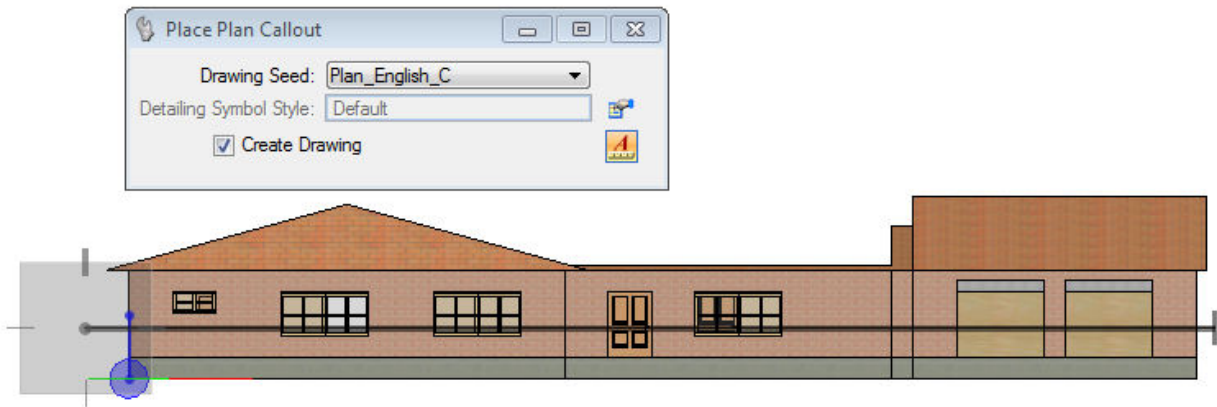 Place Plan Callout
Drawing Seed: Plan_English_C
Detailing Symbol Style: Default
Create Drawing
A